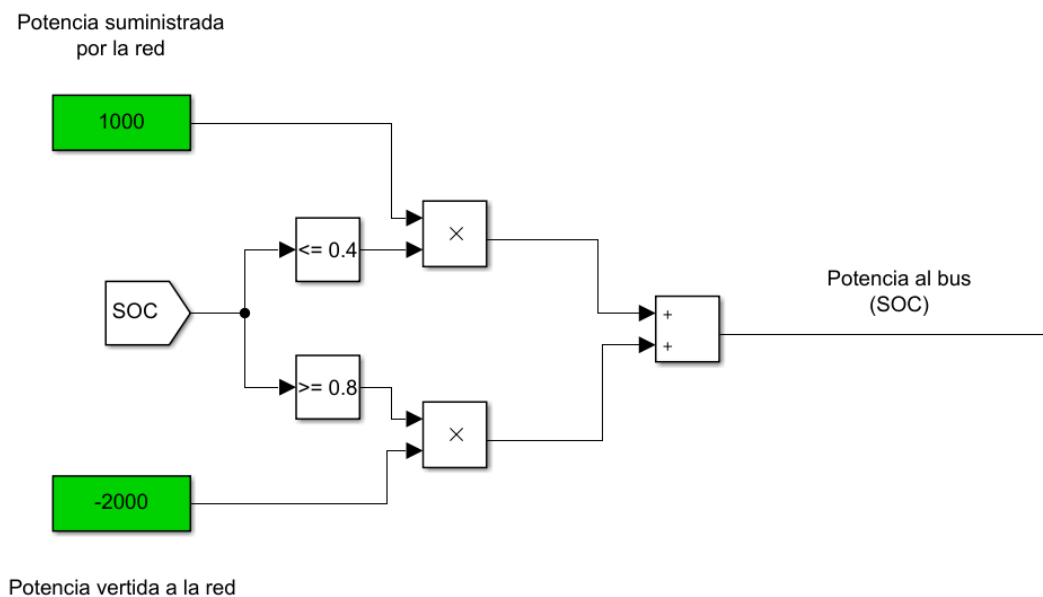 Potencia suministrada
por la red
1000
<= 0.4
×
SOC
Potencia al bus
(SOC)
+
+
>= 0.8
×
-2000
Potencia vertida a la red